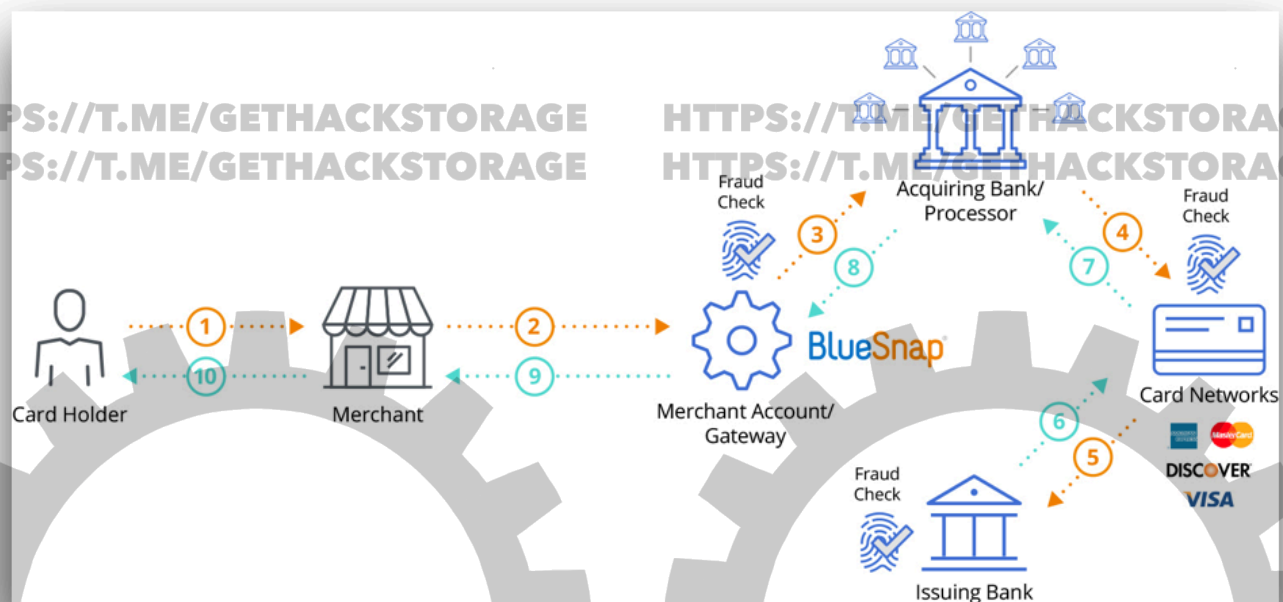 PS://T.ME/GETHACKSTORAGE HTTPS://T.ME/GETHACKSTORA
PS://T.ME/GETHACKSTORAGE HTTPS://T.ME/GETHACKSTORAG
Fraud
Check
Acquiring Bank/
Processor
Fraud
Check
3
4
8
7
1
2
BlueSnap
10
9
Card Holder
Merchant
Merchant Account/
Gateway
Card Networks
6
5
MasterCard
DISCOVER
VISA
Fraud
Check
Issuing Bank